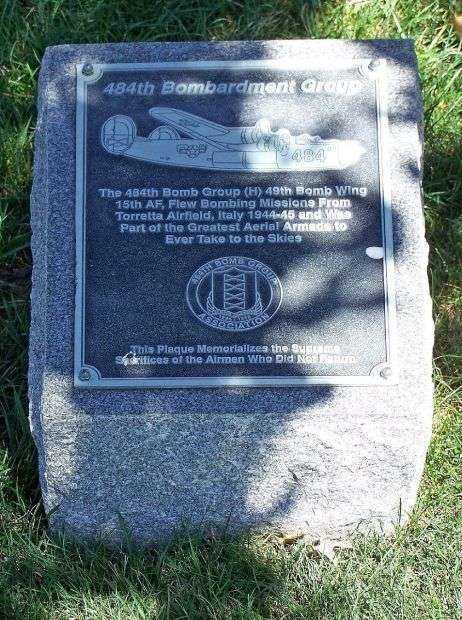 484th Bombardment Group
484
The 484th Bomb Group (H) 49th Bomb Wing
15th AF, Flew Bombing Missions From
Torretta Airfield, Italy 1944-45 and Was
Part of the Greatest Aerial Armada to
Ever Take to the Skies
484TH BOMB GROUP
ASSOCIATION
This Plaque Memorializes the Supreme
Sacrifices of the Airmen Who Did Not Return